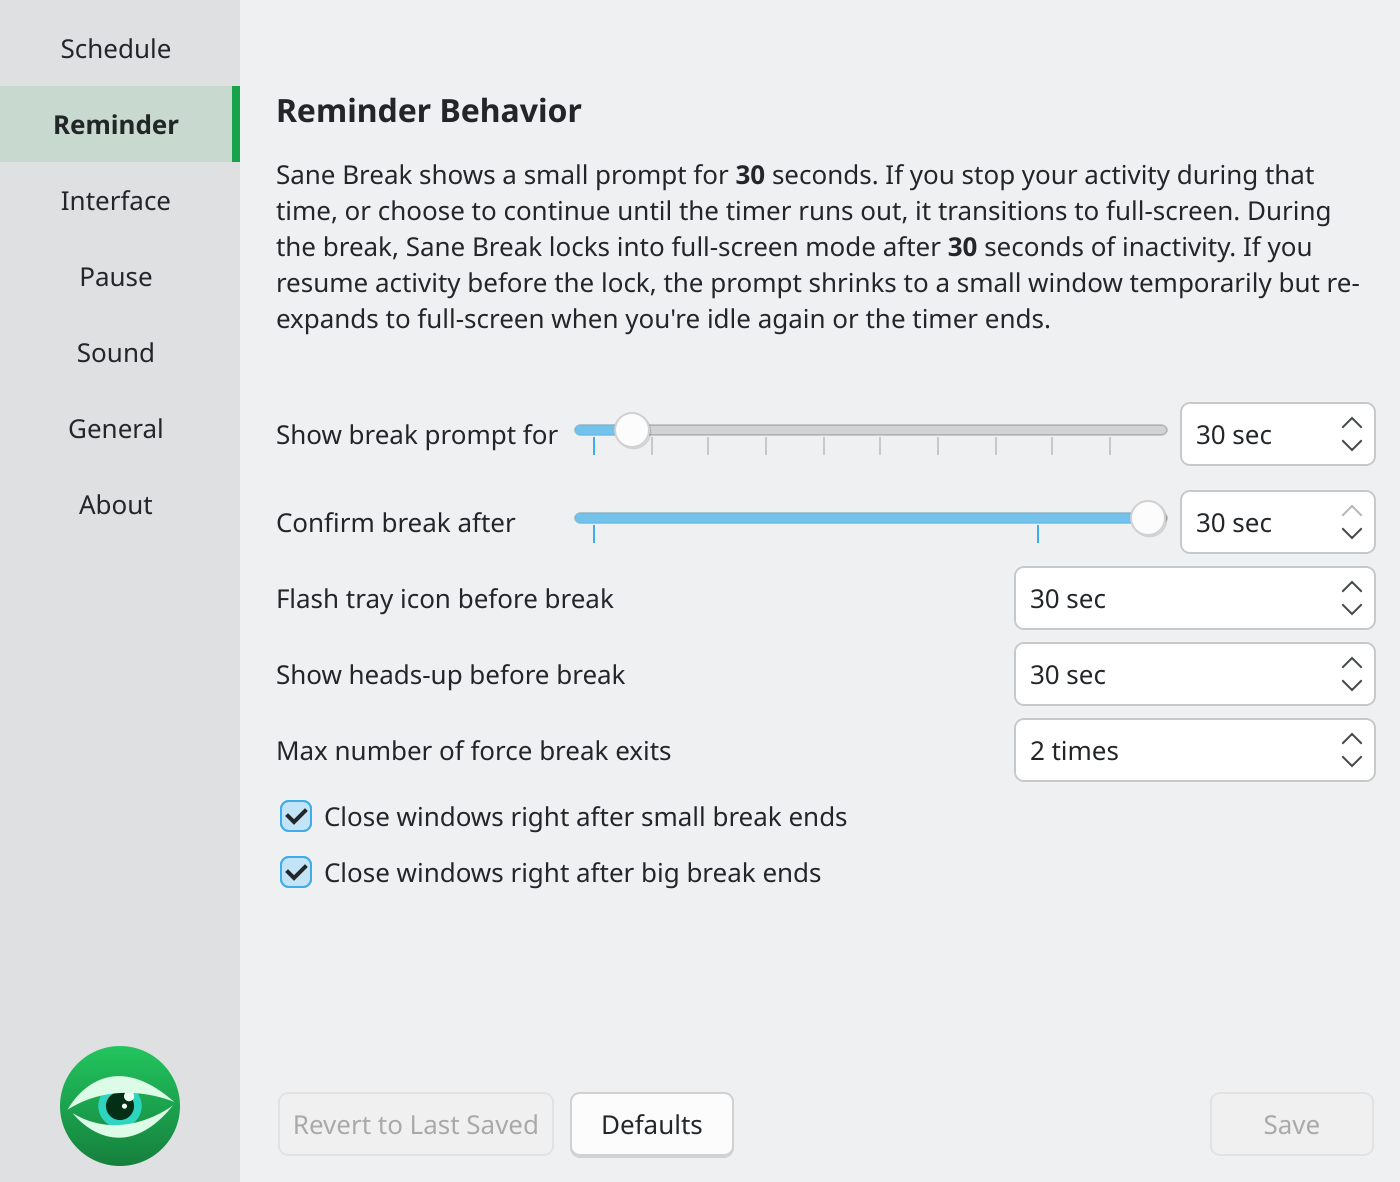 Schedule
Reminder
Interface
Pause
Sound
General
About
Reminder Behavior
Sane Break shows a small prompt for 30 seconds. If you stop your activity during that
time, or choose to continue until the timer runs out, it transitions to full-screen. During
the break, Sane Break locks into full-screen mode after 30 seconds of inactivity. If you
resume activity before the lock, the prompt shrinks to a small window temporarily but re-
expands to full-screen when you're idle again or the timer ends.
Show break prompt for 30 sec
Confirm break after 30 sec
Flash tray icon before break 30 sec
Show heads-up before break 30 sec
Max number of force break exits 2 times
Close windows right after small break ends
Close windows right after big break ends
Revert to Last Saved Defaults Save